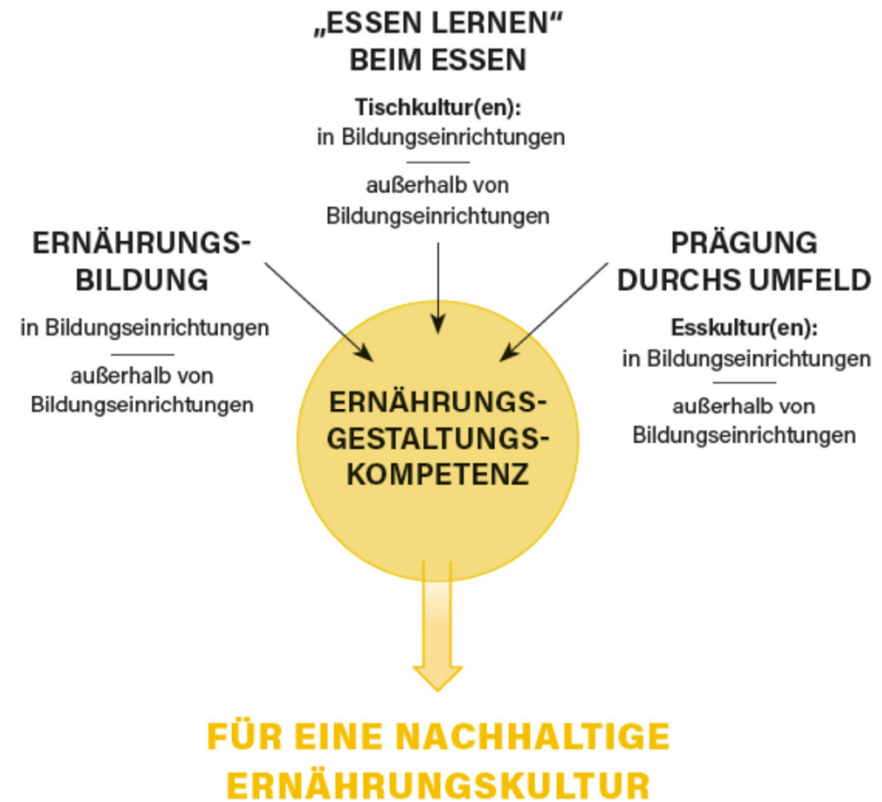 „ESSEN LERNEN“
BEIM ESSEN
Tischkultur(en):
in Bildungseinrichtungen
außerhalb von
Bildungseinrichtungen
ERNÄHRUNGS-
BILDUNG
in Bildungseinrichtungen
außerhalb von
Bildungseinrichtungen
PRÄGUNG
DURCHS UMFELD
Esskultur(en):
in Bildungseinrichtungen
außerhalb von
Bildungseinrichtungen
ERNÄHRUNGS-
GESTALTUNGS-
KOMPETENZ
FÜR EINE NACHHALTIGE
ERNÄHRUNGSKULTUR